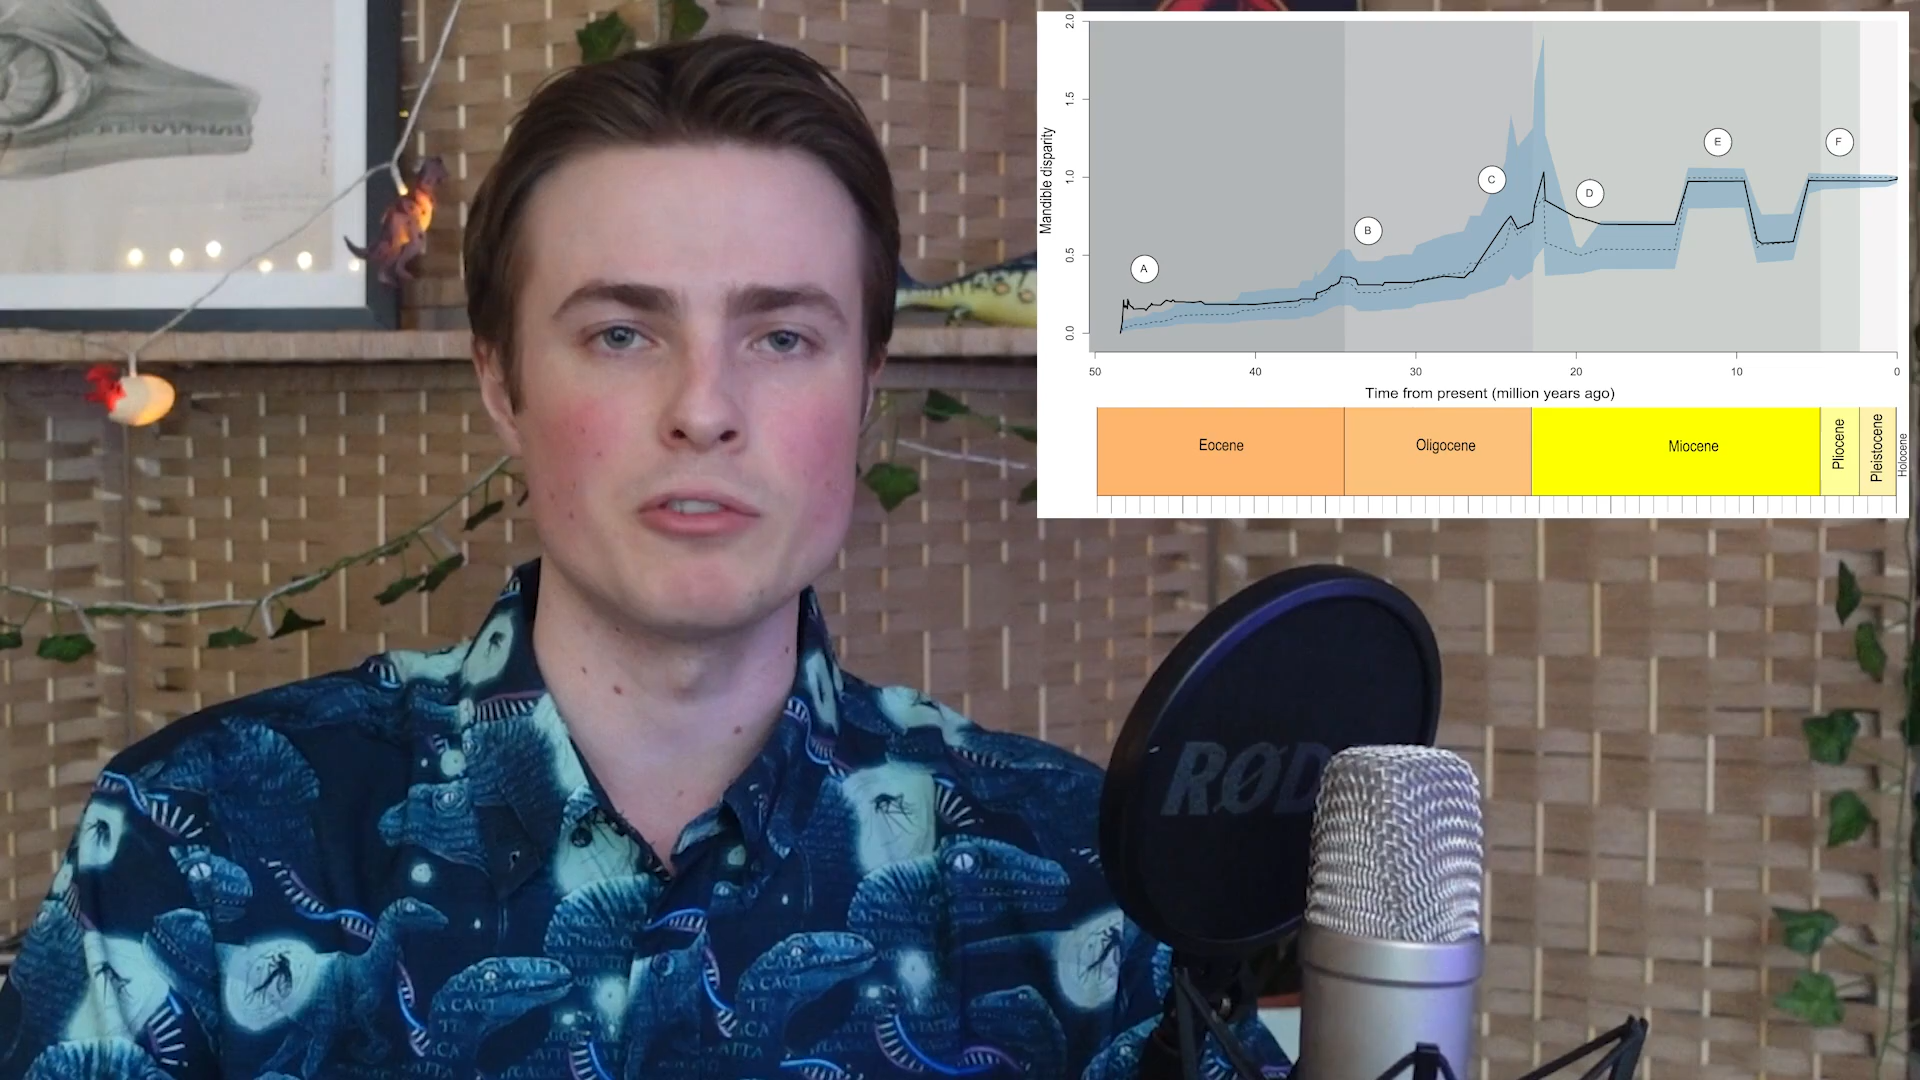 2.0
1.5
1.0
0.5
0.0
Mandible disparity
A
B
C
D
E
F
50 40 30 20 10 0
Time from present (million years ago)
Eocene Oligocene Miocene Pliocene Pleistocene Holocene
RØD